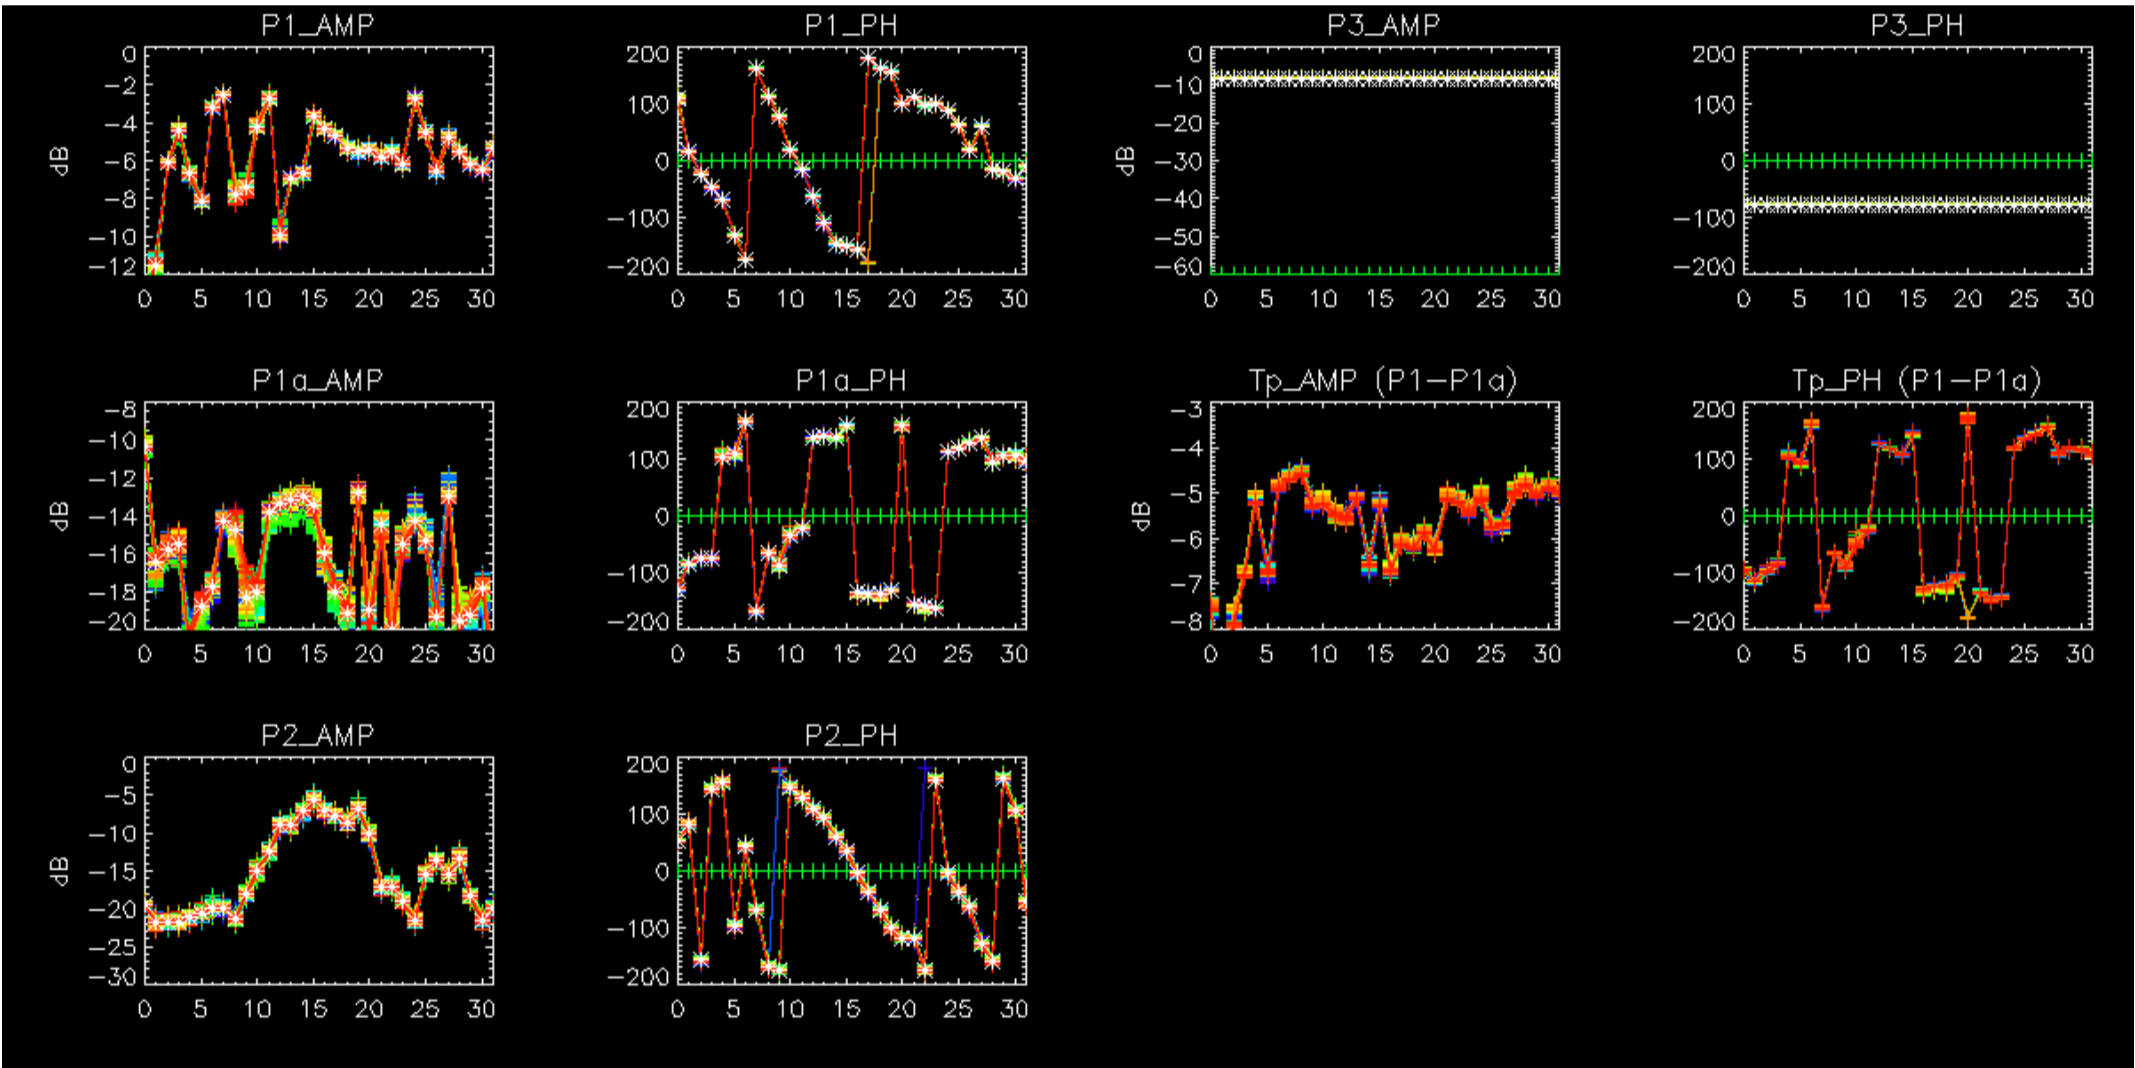 P1_AMP
P1_PH
P3_AMP
P3_PH
dB
0
−2
−4
−6
−8
−10
−12
0 5 10 15 20 25 30
200
100
0
−100
−200
0 5 10 15 20 25 30
dB
0
−10
−20
−30
−40
−50
−60
0 5 10 15 20 25 30
200
100
0
−100
−200
0 5 10 15 20 25 30
P1a_AMP
P1a_PH
Tp_AMP (P1−P1a)
Tp_PH (P1−P1a)
dB
−8
−10
−12
−14
−16
−18
−20
0 5 10 15 20 25 30
200
100
0
−100
−200
0 5 10 15 20 25 30
dB
−3
−4
−5
−6
−7
−8
0 5 10 15 20 25 30
200
100
0
−100
−200
0 5 10 15 20 25 30
P2_AMP
P2_PH
dB
0
−5
−10
−15
−20
−25
−30
0 5 10 15 20 25 30
200
100
0
−100
−200
0 5 10 15 20 25 30